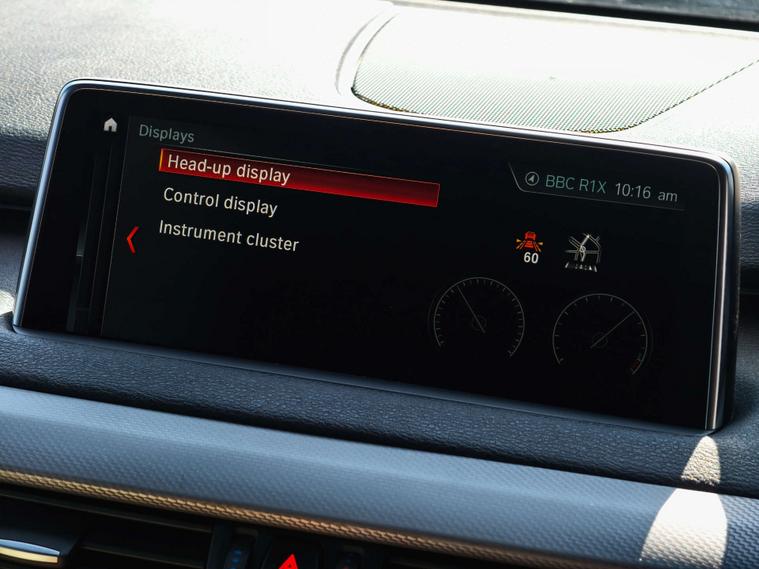 Displays
Head-up display
BBC R1X 10:16 am
Control display
Instrument cluster
60